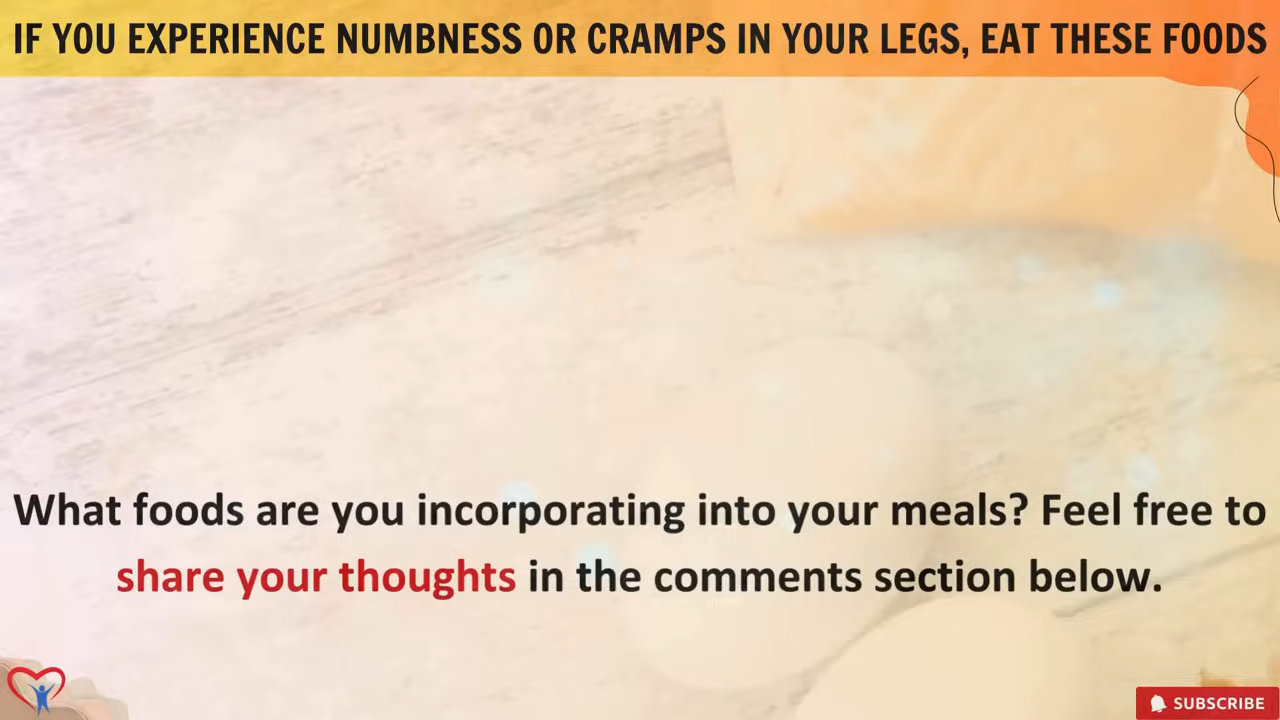 IF YOU EXPERIENCE NUMBNESS OR CRAMPS IN YOUR LEGS, EAT THESE FOODS
What foods are you incorporating into your meals? Feel free to
share your thoughts in the comments section below.
SUBSCRIBE